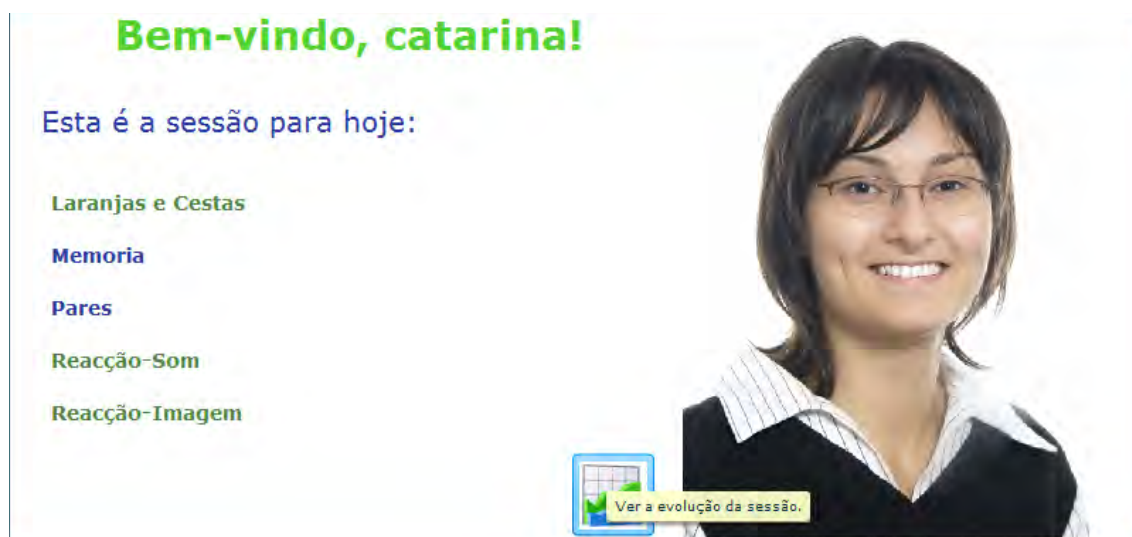 Bem-vindo, catarina!
Esta é a sessão para hoje:
Laranjas e Cestas
Memoria
Pares
Reacção-Som
Reacção-Imagem
Ver a evolução da sessão.